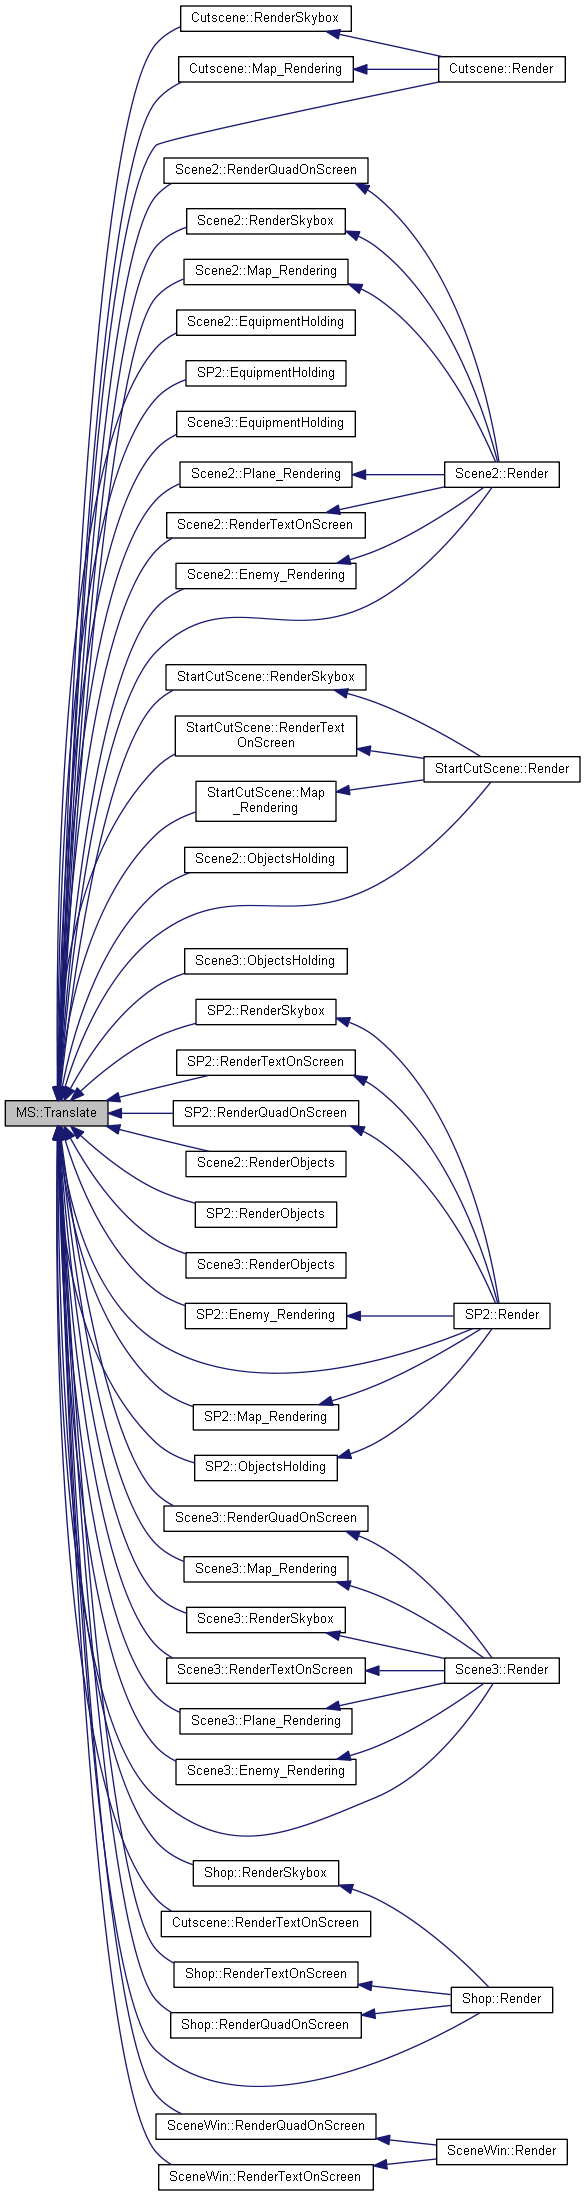 Cutscene::RenderSkybox
Cutscene::Map_Rendering
Cutscene::Render
Scene2::RenderQuadOnScreen
Scene2::RenderSkybox
Scene2::Map_Rendering
Scene2::EquipmentHolding
SP2::EquipmentHolding
Scene3::EquipmentHolding
Scene2::Plane_Rendering
Scene2::Render
Scene2::RenderTextOnScreen
Scene2::Enemy_Rendering
StartCutScene::RenderSkybox
StartCutScene::RenderText
OnScreen
StartCutScene::Render
StartCutScene::Map
_Rendering
Scene2::ObjectsHolding
Scene3::ObjectsHolding
SP2::RenderSkybox
SP2::RenderTextOnScreen
MS::Translate
SP2::RenderQuadOnScreen
Scene2::RenderObjects
SP2::RenderObjects
Scene3::RenderObjects
SP2::Enemy_Rendering
SP2::Render
SP2::Map_Rendering
SP2::ObjectsHolding
Scene3::RenderQuadOnScreen
Scene3::Map_Rendering
Scene3::RenderSkybox
Scene3::RenderTextOnScreen
Scene3::Render
Scene3::Plane_Rendering
Scene3::Enemy_Rendering
Shop::RenderSkybox
Cutscene::RenderTextOnScreen
Shop::RenderTextOnScreen
Shop::Render
Shop::RenderQuadOnScreen
SceneWin::RenderQuadOnScreen
SceneWin::Render
SceneWin::RenderTextOnScreen